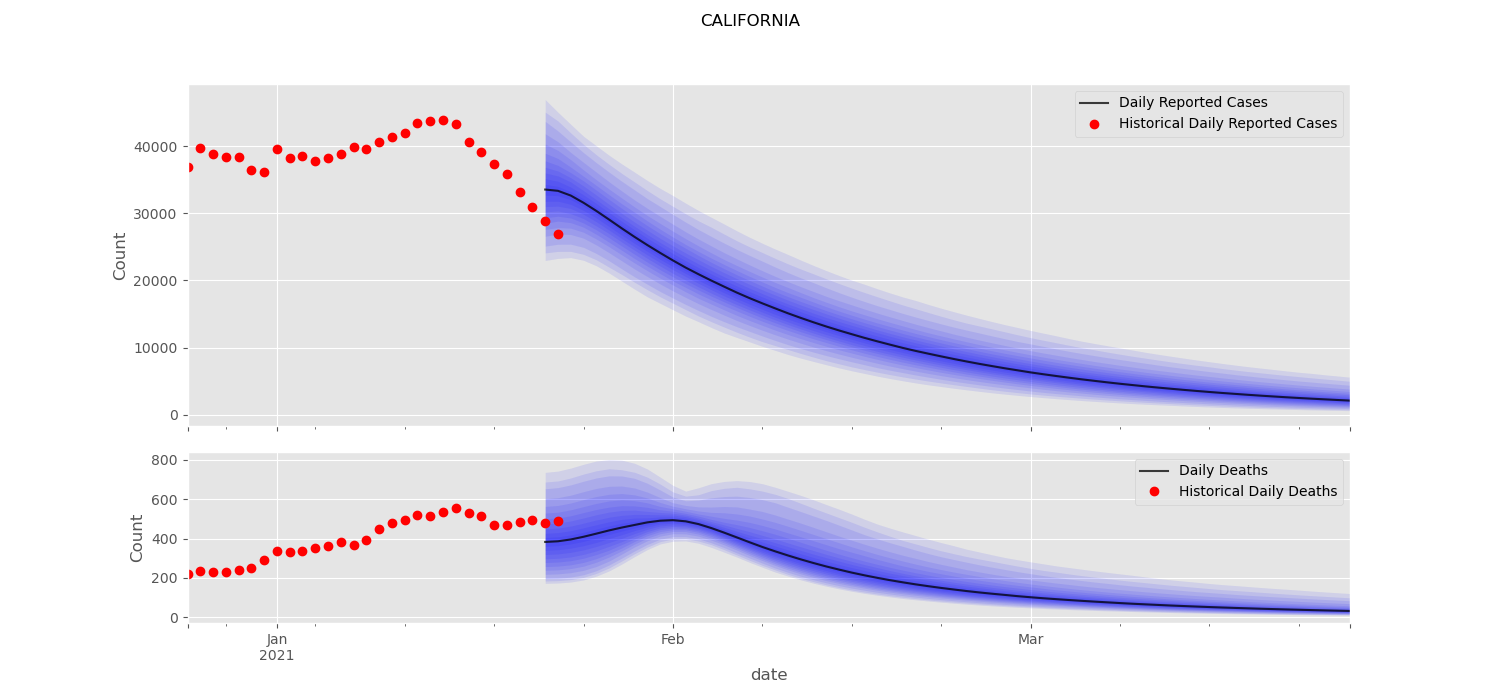 CALIFORNIA
Daily Reported Cases
Historical Daily Reported Cases
40000
30000
20000
10000
0
Count
Daily Deaths
Historical Daily Deaths
800
600
400
200
0
Count
Jan
2021
Feb
Mar
date